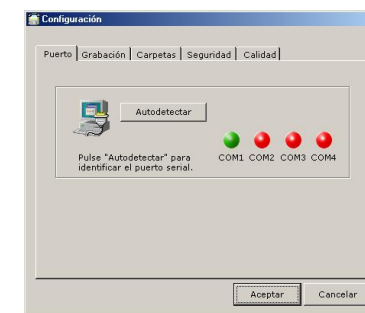 Configuración
Puerto Grabación Carpetas Seguridad Calidad
Autodetectar
Pulse "Autodetectar" para
identificar el puerto serial.
COM1 COM2 COM3 COM4
Aceptar Cancelar